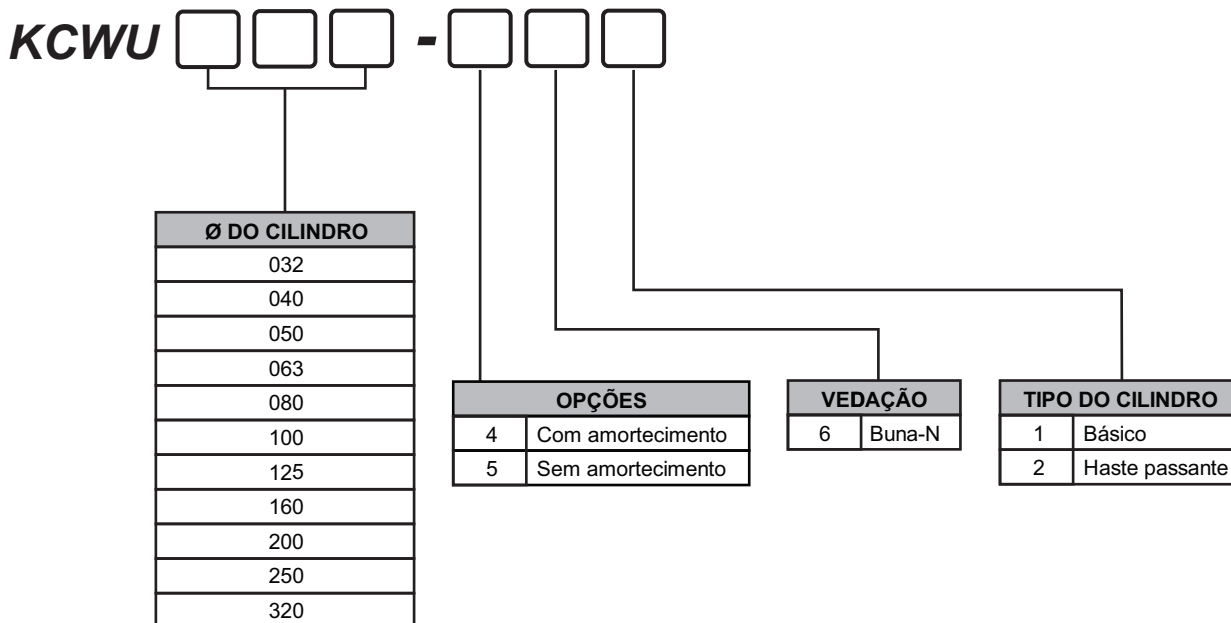 KCWU -
Ø DO CILINDRO
032
040
050
063
080
100
125
160
200
250
320
OPÇÕES
4 Com amortecimento
5 Sem amortecimento
VEDAÇÃO
6 Buna-N
TIPO DO CILINDRO
1 Básico
2 Haste passante